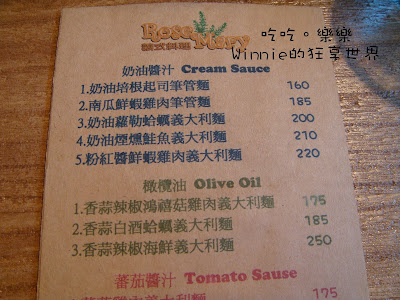 Rose Mary
歐式料理
吃吃。樂樂
Winnie的狂享世界
奶油醬汁 Cream Sauce
1.奶油培根起司筆管麵 160
2.南瓜鮮蝦雞肉筆管麵 185
3.奶油蘿勒蛤蠣義大利麵 200
4.奶油煙燻鮭魚義大利麵 210
5.粉紅醬鮮蝦雞肉義大利麵 220
橄欖油 Olive Oil
1.香蒜辣椒鴻禧菇雞肉義大利麵 175
2.香蒜白酒蛤蠣義大利麵 185
3.香蒜辣椒海鮮義大利麵 250
蕃茄醬汁 Tomato Sause
175